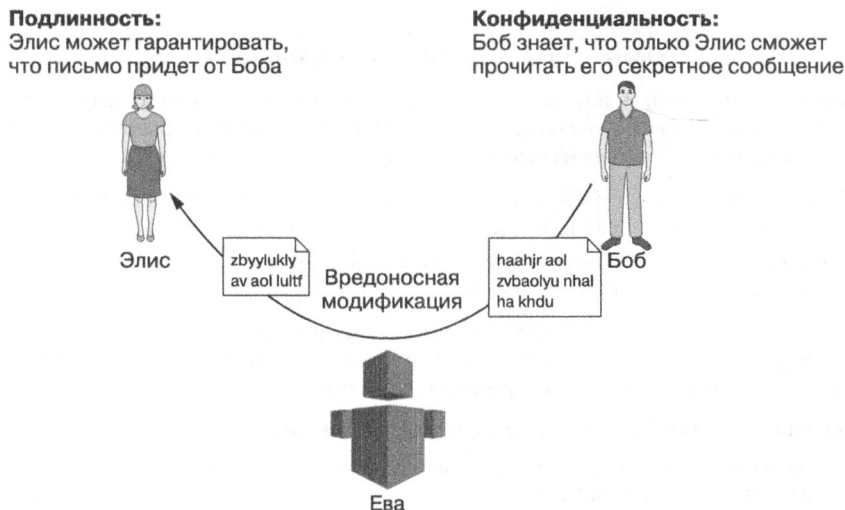 Подлинность:
Элис может гарантировать,
что письмо придет от Боба
Конфиденциальность:
Боб знает, что только Элис сможет
прочитать его секретное сообщение
Элис
zbyylukly
av aol lultf
Вредоносная
модификация
haahjr aol
zvbaolyu nhal
ha khdu
Боб
Ева